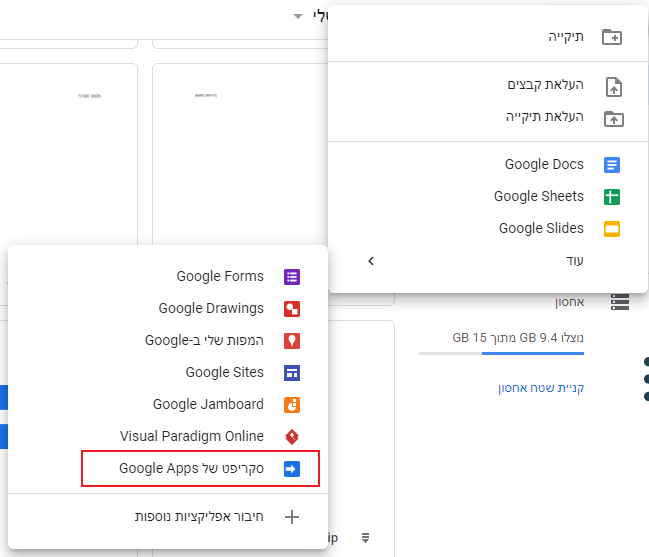 שלי
תיקייה
העלאת קבצים
העלאת תיקייה
Google Docs
Google Sheets
Google Slides
עוד
אחסון
נוצלו 9.4 GB מתוך 15 GB
קניית שטח אחסון
Google Forms
Google Drawings
המפות שלי ב-Google
Google Sites
Google Jamboard
Visual Paradigm Online
סקריפט של Google Apps
חיבור אפליקציות נוספות
ip